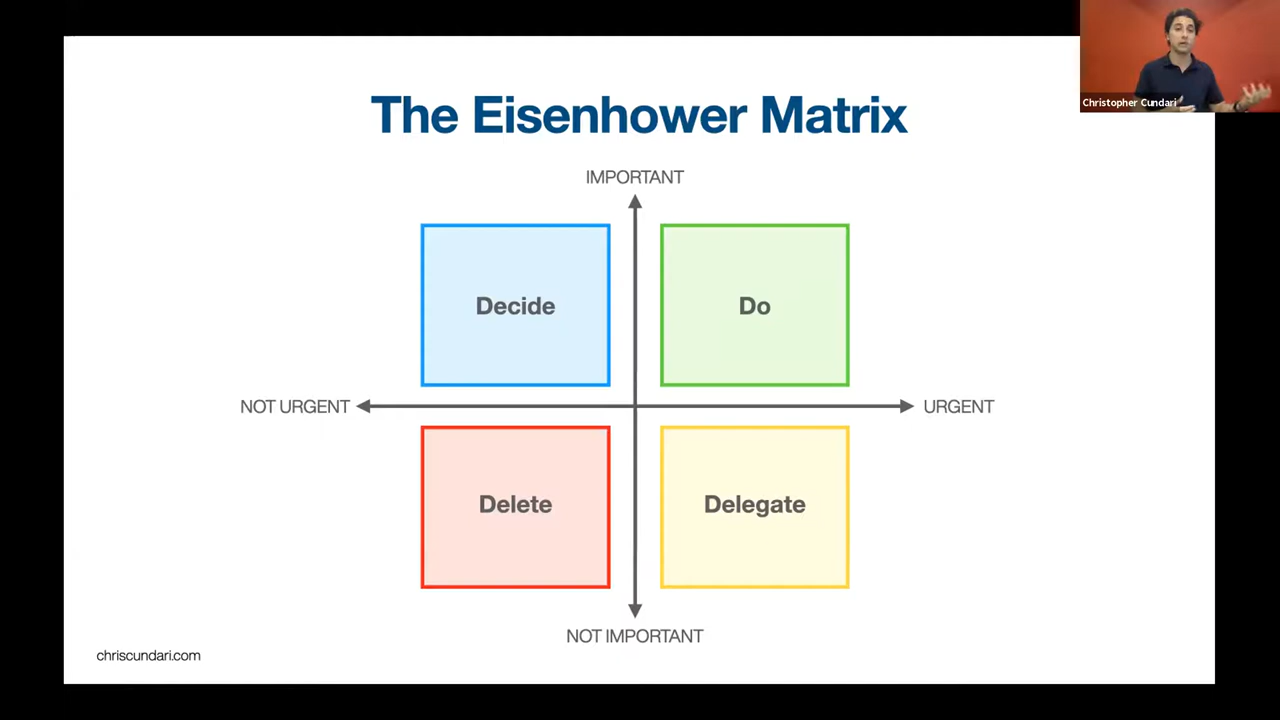 Christopher Cundari
The Eisenhower Matrix
IMPORTANT
Decide
Do
NOT URGENT
URGENT
Delete
Delegate
NOT IMPORTANT
chriscundari.com